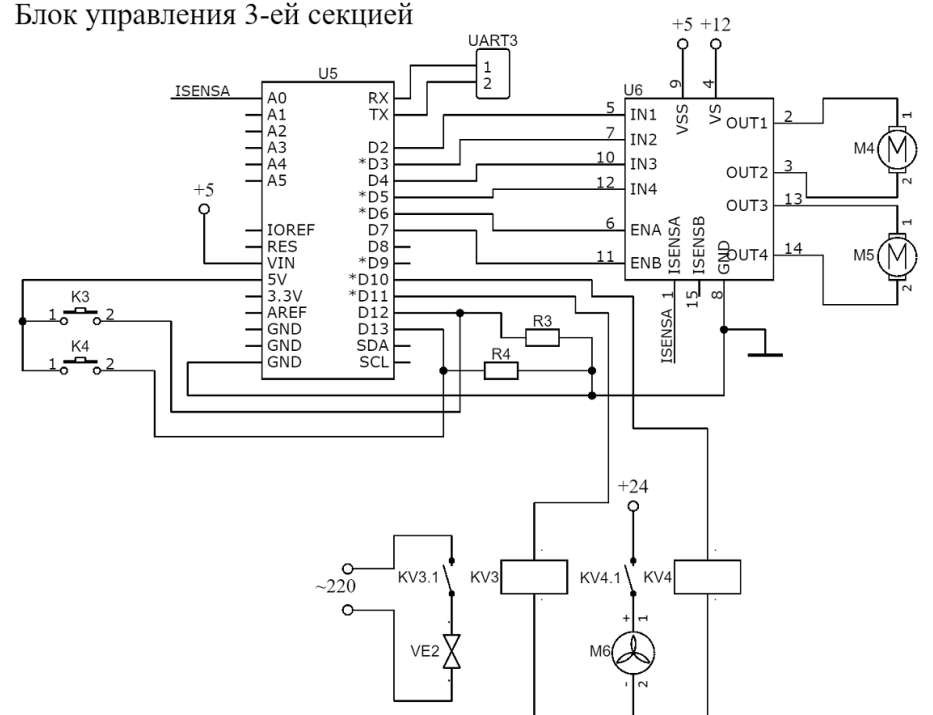 Блок управления 3-ей секцией
+5 +12
UART3
1
2
U5
U6
ISENSA
A0
A1
A2
A3
A4
A5
IOREF
RES
VIN
5V
3.3V
AREF
GND
GND
GND
RX
TX
D2
*D3
D4
*D5
*D6
D7
D8
*D9
*D10
*D11
D12
D13
SDA
SCL
+5
K3
1 2
K4
1 2
R3
R4
5 IN1
7 IN2
10 IN3
12 IN4
6 ENA
11 ENB
9 VSS
4 VS
OUT1 2
OUT2 3
OUT3 13
OUT4 14
ISENSA 1
ISENSB 15
GND 8
ISENSA
M4
1
2
M5
1
2
+24
~220
KV3.1
KV3
KV4.1
KV4
VE2
M6
+ 1
- 2